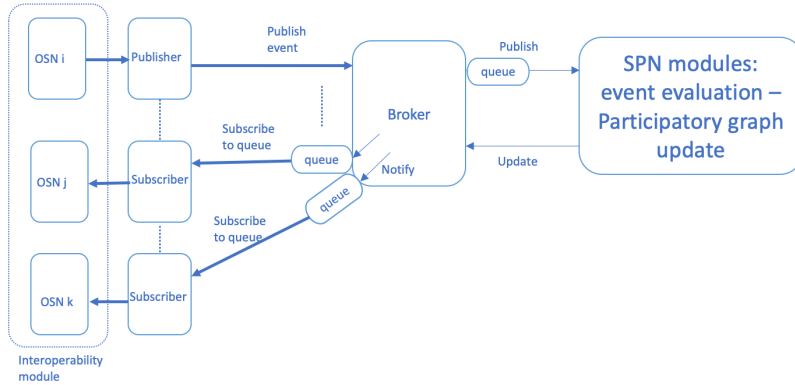 OSN i
Publisher
Publish
event
Broker
queue
Publish
SPN modules:
event evaluation –
Participatory graph
update
Update
Subscribe
to queue
queue
Notify
OSN j
Subscriber
queue
Subscribe
to queue
OSN k
Subscriber
Interoperability
module